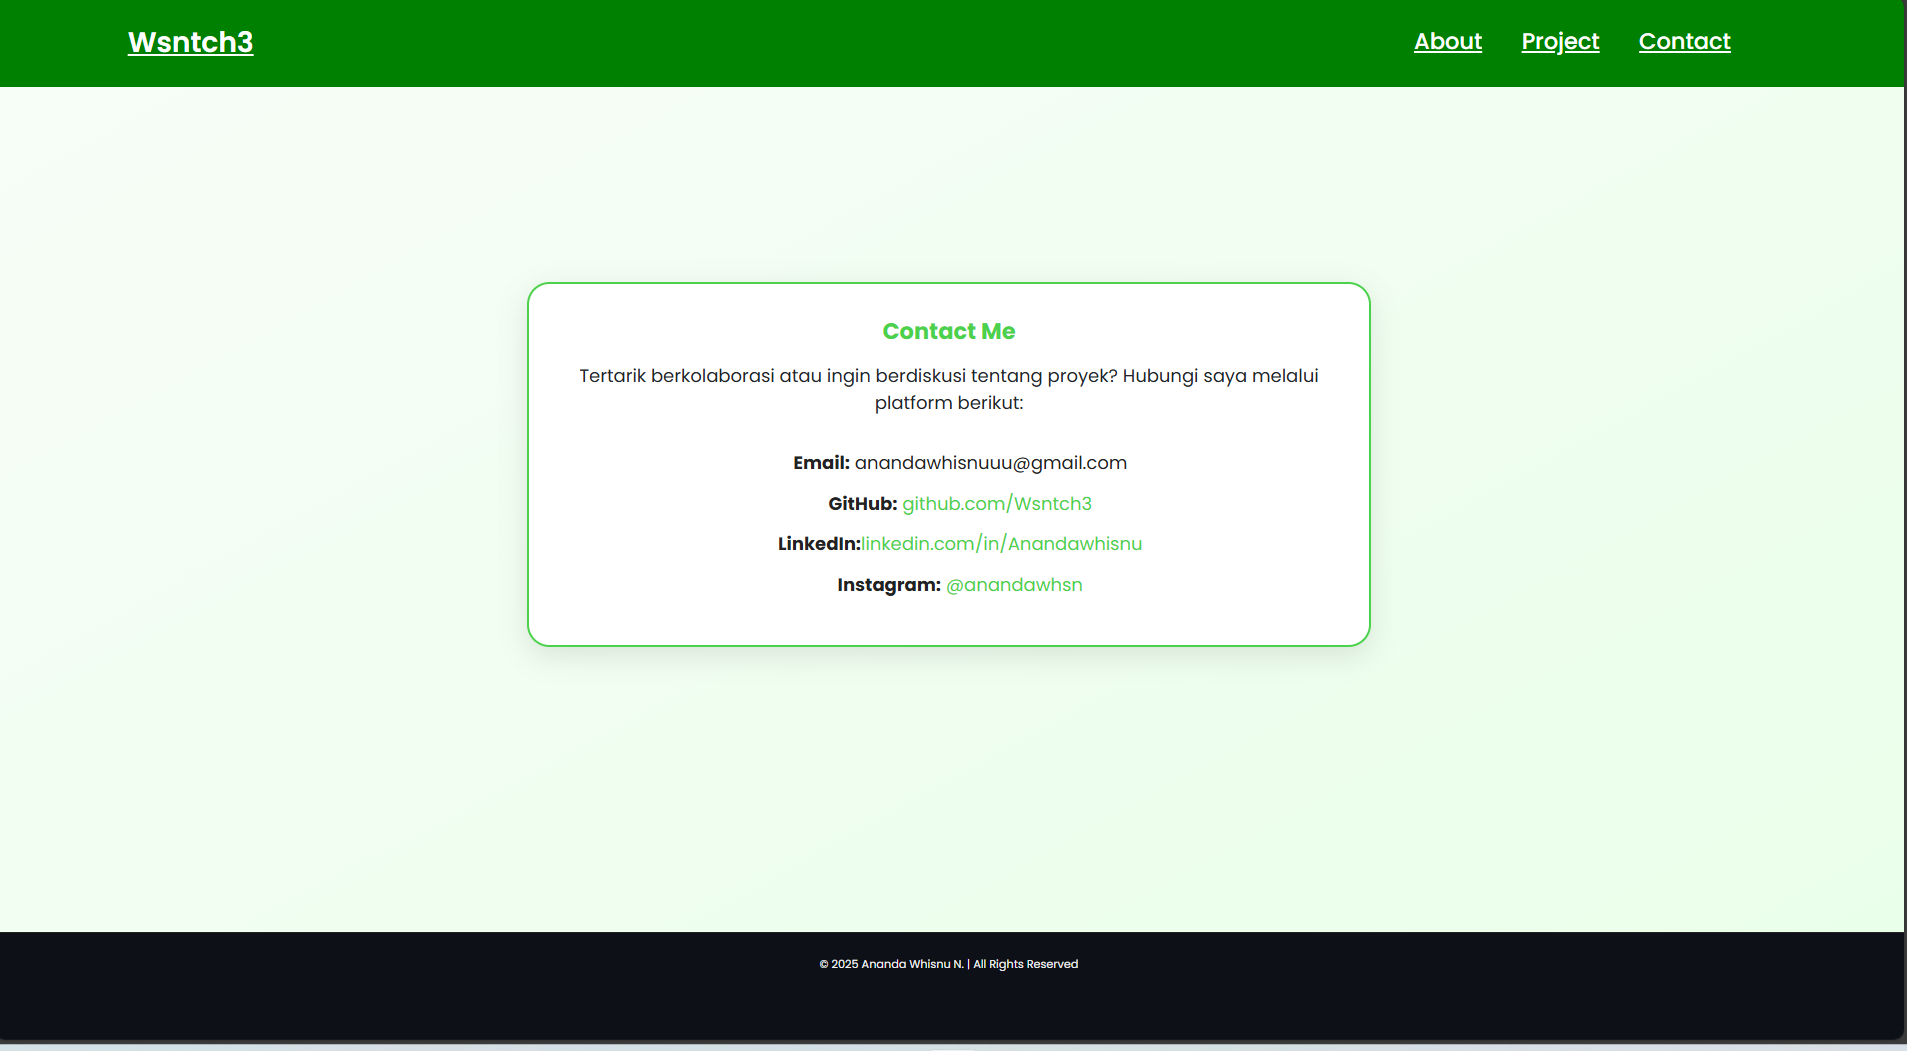 Wsntch3
About Project Contact
Contact Me
Tertarik berkolaborasi atau ingin berdiskusi tentang proyek? Hubungi saya melalui
platform berikut:
Email: anandawhisnuuu@gmail.com
GitHub: github.com/Wsntch3
LinkedIn:linkedin.com/in/Anandawhisnu
Instagram: @anandawhsn
© 2025 Ananda Whisnu N. | All Rights Reserved